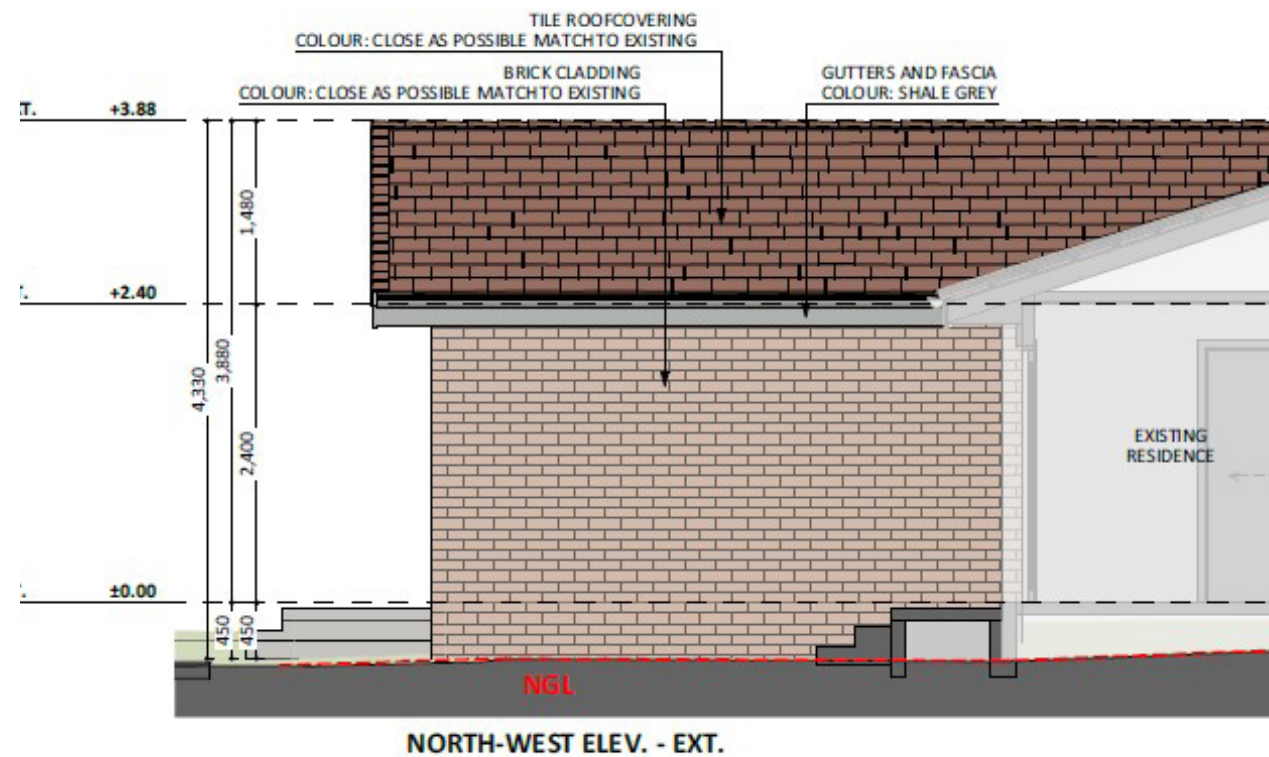 TILE ROOFCOVERING
COLOUR: CLOSE AS POSSIBLE MATCHTO EXISTING
BRICK CLADDING
COLOUR: CLOSE AS POSSIBLE MATCHTO EXISTING
GUTTERS AND FASCIA
COLOUR: SHALE GREY
T. +3.88
1,480
+2.40
4,330
3,880
2,400
EXISTING
RESIDENCE
±0.00
450
450
NGL
NORTH-WEST ELEV. - EXT.